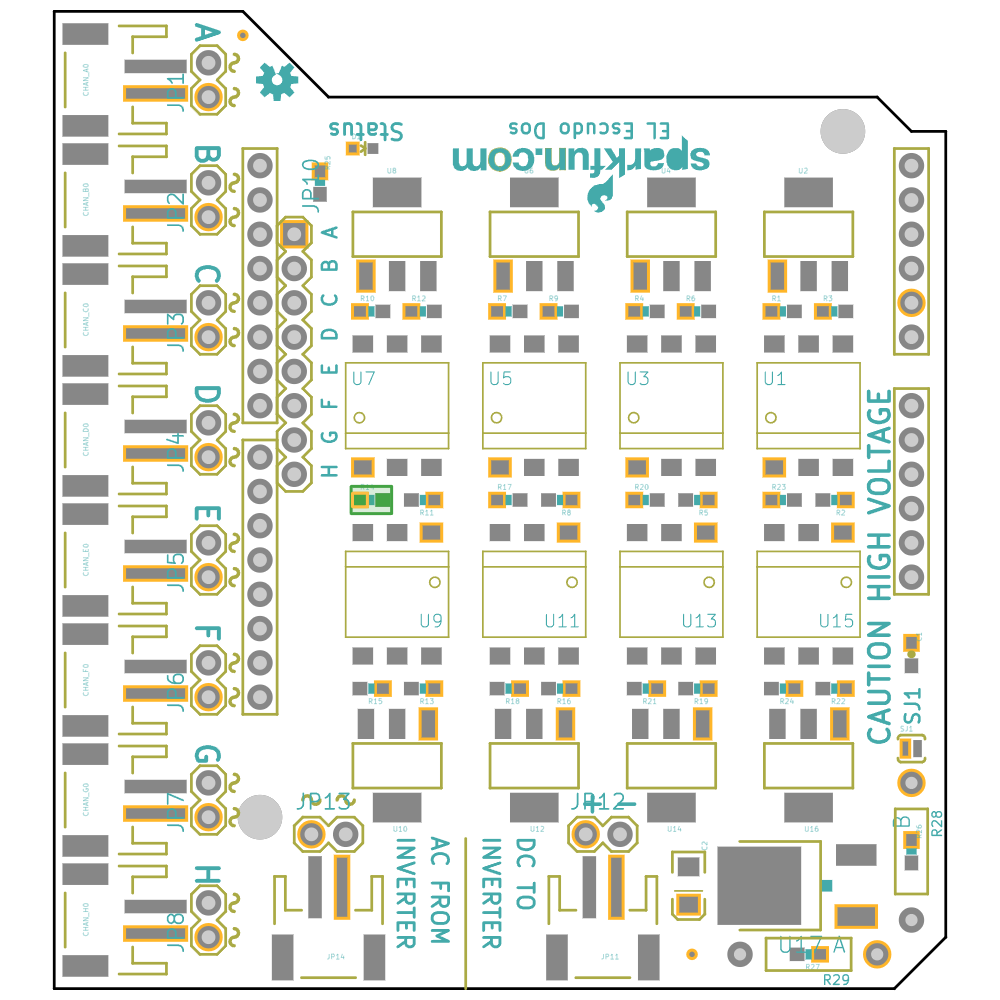 A
CHAN_A0
JP1
B
CHAN_B0
JP2
C
CHAN_C0
JP3
D
CHAN_D0
JP4
E
CHAN_E0
JP5
F
CHAN_F0
JP6
G
CHAN_G0
JP7
H
CHAN_H0
JP8
Status
EL Escudo Dos
sparkfun.com
JP10
A
B
C
D
E
F
G
H
U8
U4
U2
R10
R12
R7
R9
R4
R6
R1
R3
U7
U5
U3
U1
R11
R17
R8
R20
R5
R23
R2
U9
U11
U13
U15
R15
R13
R18
R16
R21
R19
R24
R22
U10
U12
U14
U16
CAUTION HIGH VOLTAGE
SJ1
SJ1
JP13
JP12
+ -
AC FROM
INVERTER
DC TO
INVERTER
JP14
JP11
C2
B
R28
U17
A
R27
R29